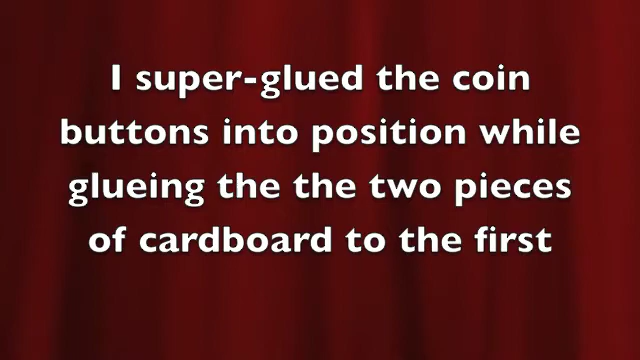 I super-glued the coin
buttons into position while
glueing the the two pieces
of cardboard to the first